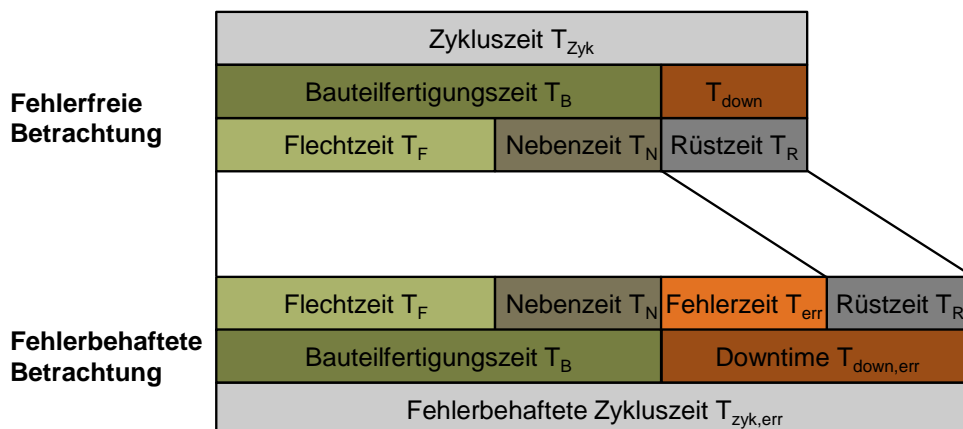 Zykluszeit T_Zyk
Fehlerfreie
Betrachtung
Bauteilfertigungszeit T_B
T_down
Flechtzeit T_F
Nebenzeit T_N
Rüstzeit T_R
Fehlerbehaftete
Betrachtung
Flechtzeit T_F
Nebenzeit T_N
Fehlerzeit T_err
Rüstzeit T_R
Bauteilfertigungszeit T_B
Downtime T_down,err
Fehlerbehaftete Zykluszeit T_zyk,err